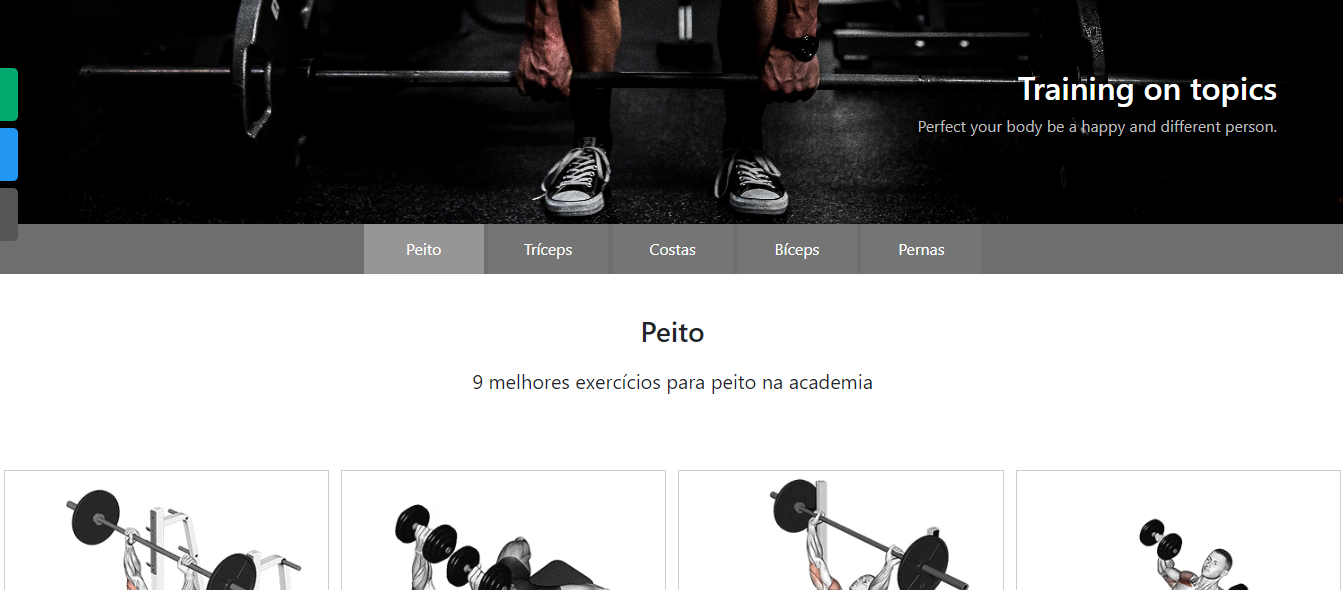 Training on topics
Perfect your body be a happy and different person.
Peito Tríceps Costas Bíceps Pernas
Peito
9 melhores exercícios para peito na academia